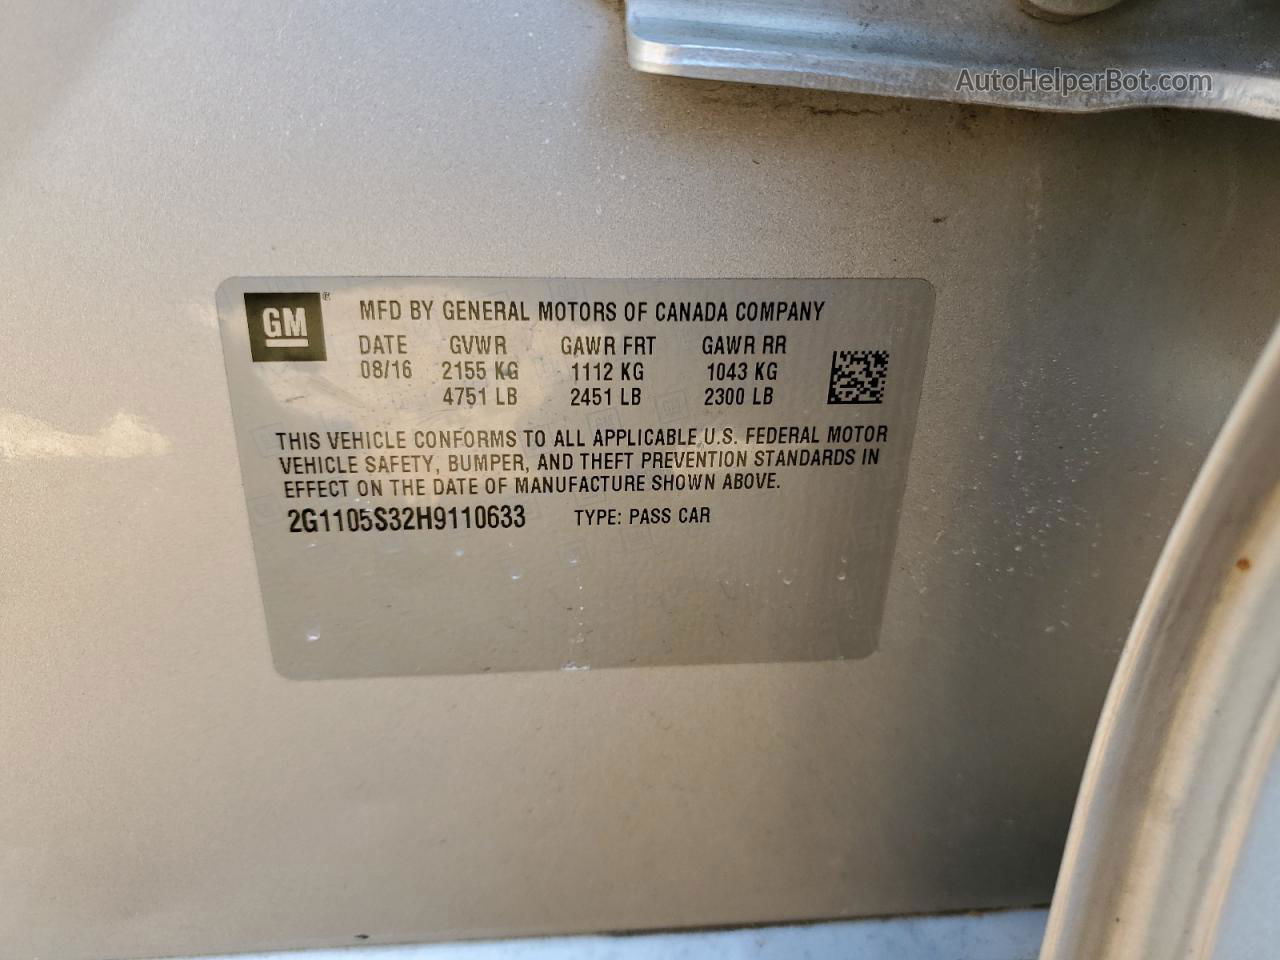 AutoHelperBot.com
GM®
MFD BY GENERAL MOTORS OF CANADA COMPANY
DATE GVWR GAWR FRT GAWR RR
08/16 2155 KG 1112 KG 1043 KG
4751 LB 2451 LB 2300 LB
THIS VEHICLE CONFORMS TO ALL APPLICABLE U.S. FEDERAL MOTOR
VEHICLE SAFETY, BUMPER, AND THEFT PREVENTION STANDARDS IN
EFFECT ON THE DATE OF MANUFACTURE SHOWN ABOVE.
2G1105S32H9110633 TYPE: PASS CAR